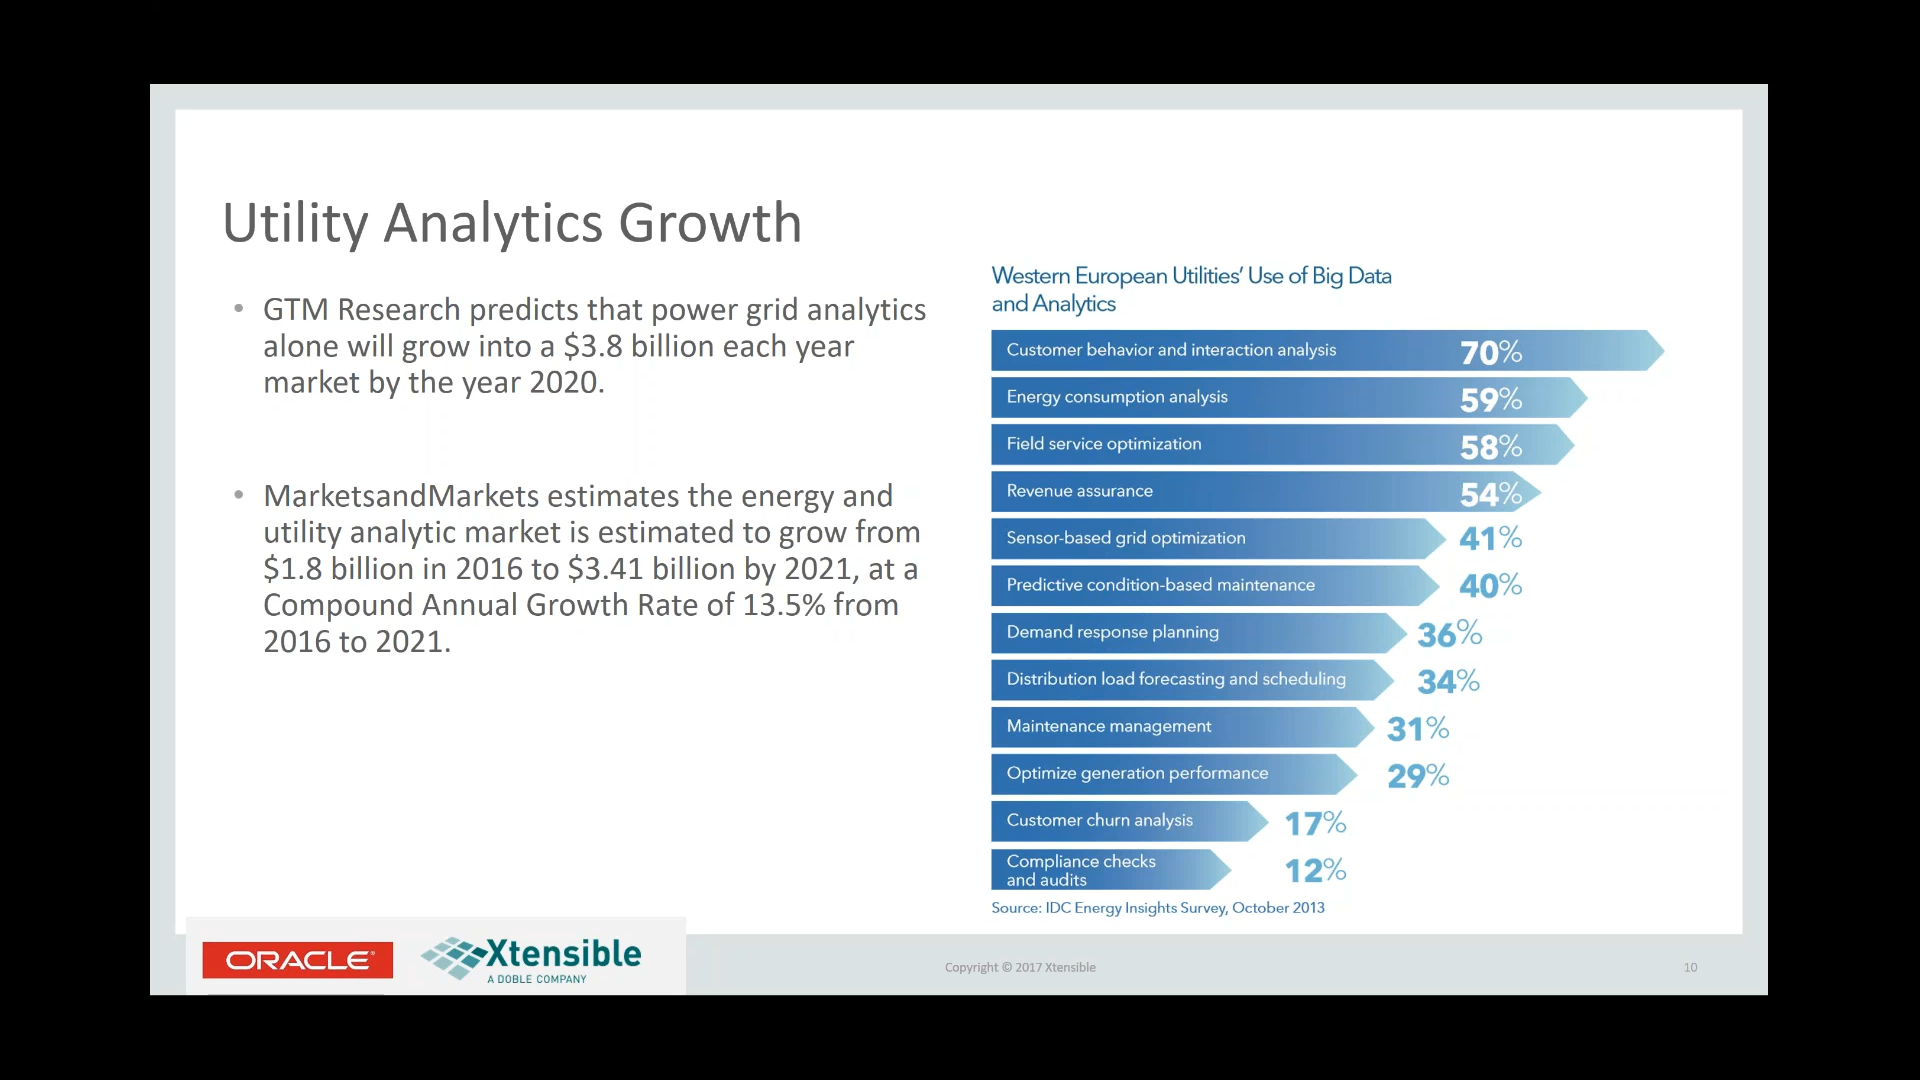 Utility Analytics Growth
• GTM Research predicts that power grid analytics
alone will grow into a $3.8 billion each year
market by the year 2020.
• MarketsandMarkets estimates the energy and
utility analytic market is estimated to grow from
$1.8 billion in 2016 to $3.41 billion by 2021, at a
Compound Annual Growth Rate of 13.5% from
2016 to 2021.
Western European Utilities’ Use of Big Data
and Analytics
Customer behavior and interaction analysis 70%
Energy consumption analysis 59%
Field service optimization 58%
Revenue assurance 54%
Sensor-based grid optimization 41%
Predictive condition-based maintenance 40%
Demand response planning 36%
Distribution load forecasting and scheduling 34%
Maintenance management 31%
Optimize generation performance 29%
Customer churn analysis 17%
Compliance checks
and audits 12%
Source: IDC Energy Insights Survey, October 2013
ORACLE®
Xtensible
A DOBLE COMPANY
Copyright © 2017 Xtensible
10